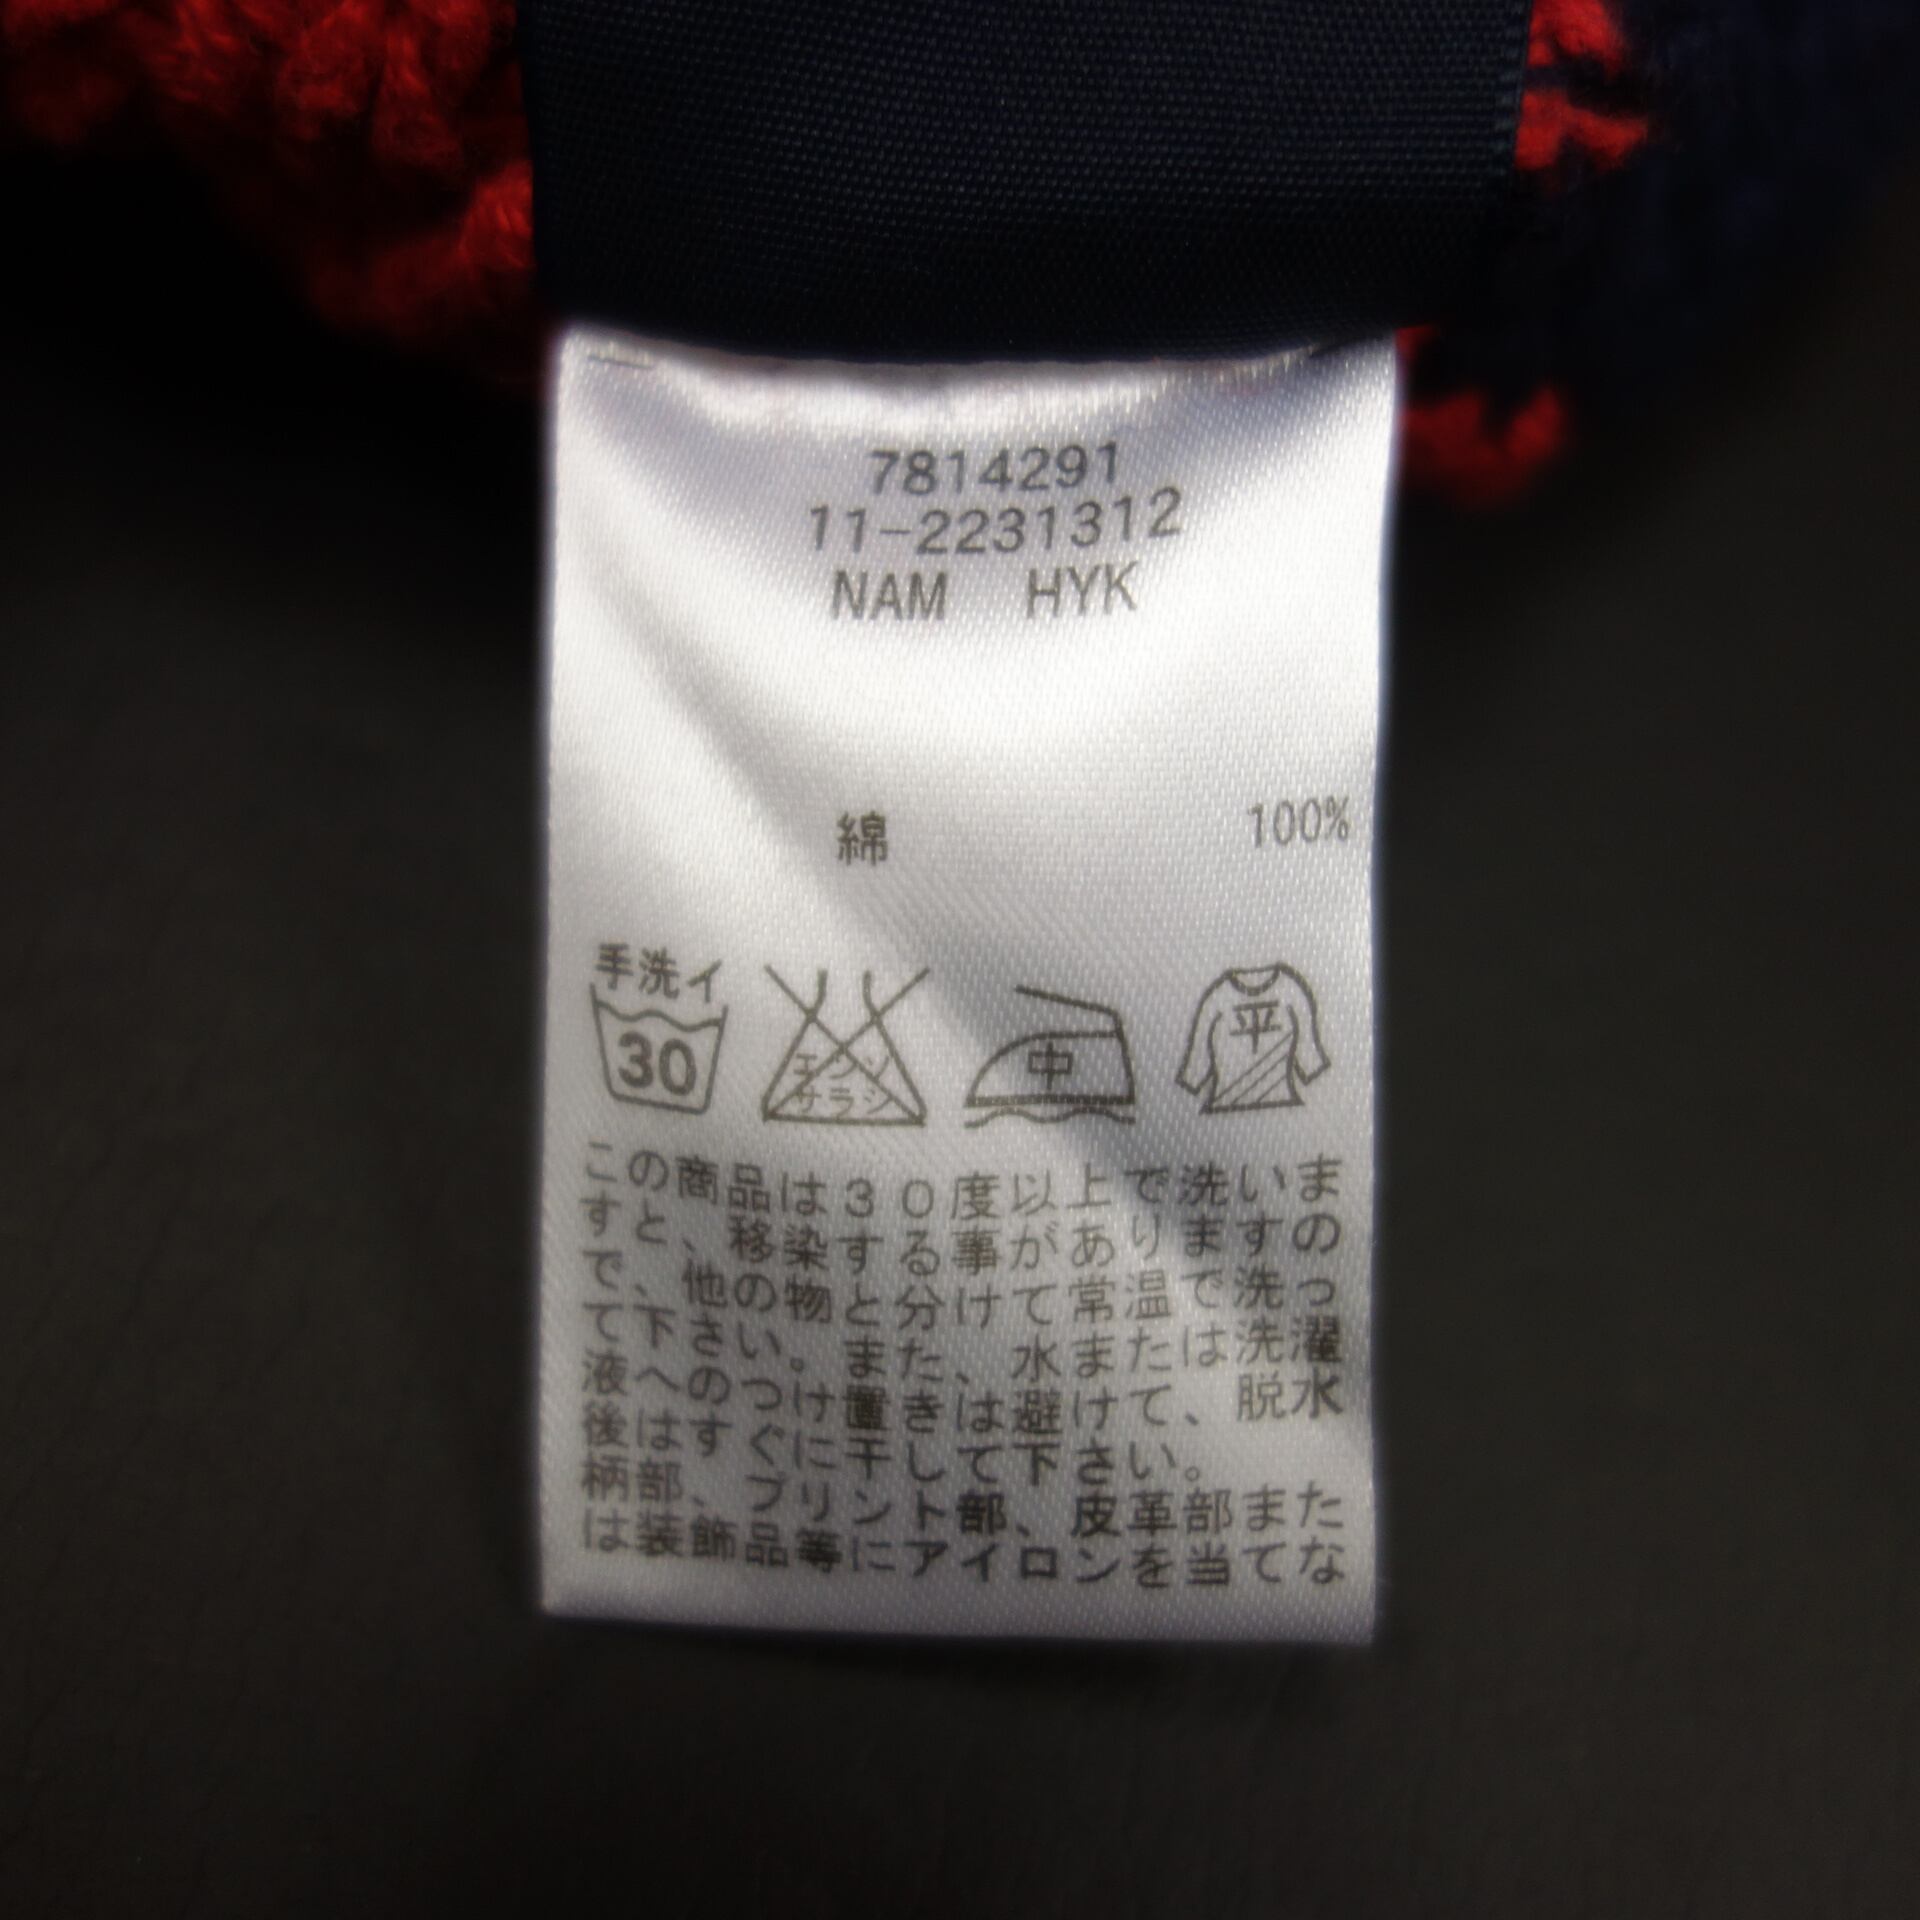 7814291
11-2231312
NAM HYK
綿 100%
手洗イ
30
エンソ
サラシ
中
平
この商品は30度以上で洗いま
すと、移染する事がありますの
で、他の物と分けて常温で洗っ
て下さい。また、水または洗濯
液へのつけ置きは避けて、脱水
後はすぐに干して下さい。
柄部、プリント部、皮革部また
は装飾品等にアイロンを当てな